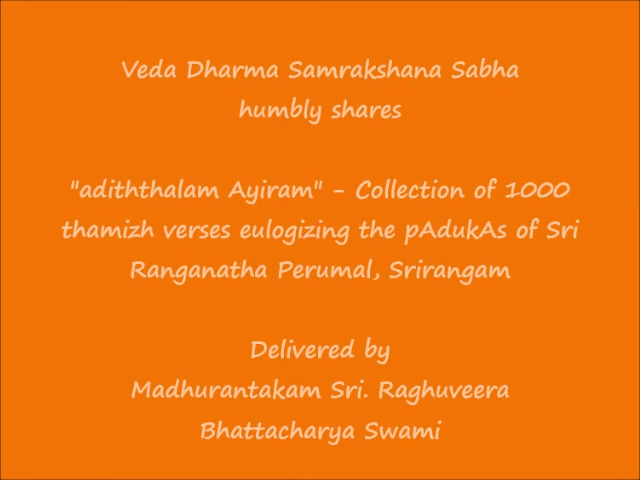 Veda Dharma Samrakshana Sabha
humbly shares
"adiththalam Ayiram" - Collection of 1000
thamizh verses eulogizing the pAdukAs of Sri
Ranganatha Perumal, Srirangam
Delivered by
Madhurantakam Sri. Raghuveera
Bhattacharya Swami